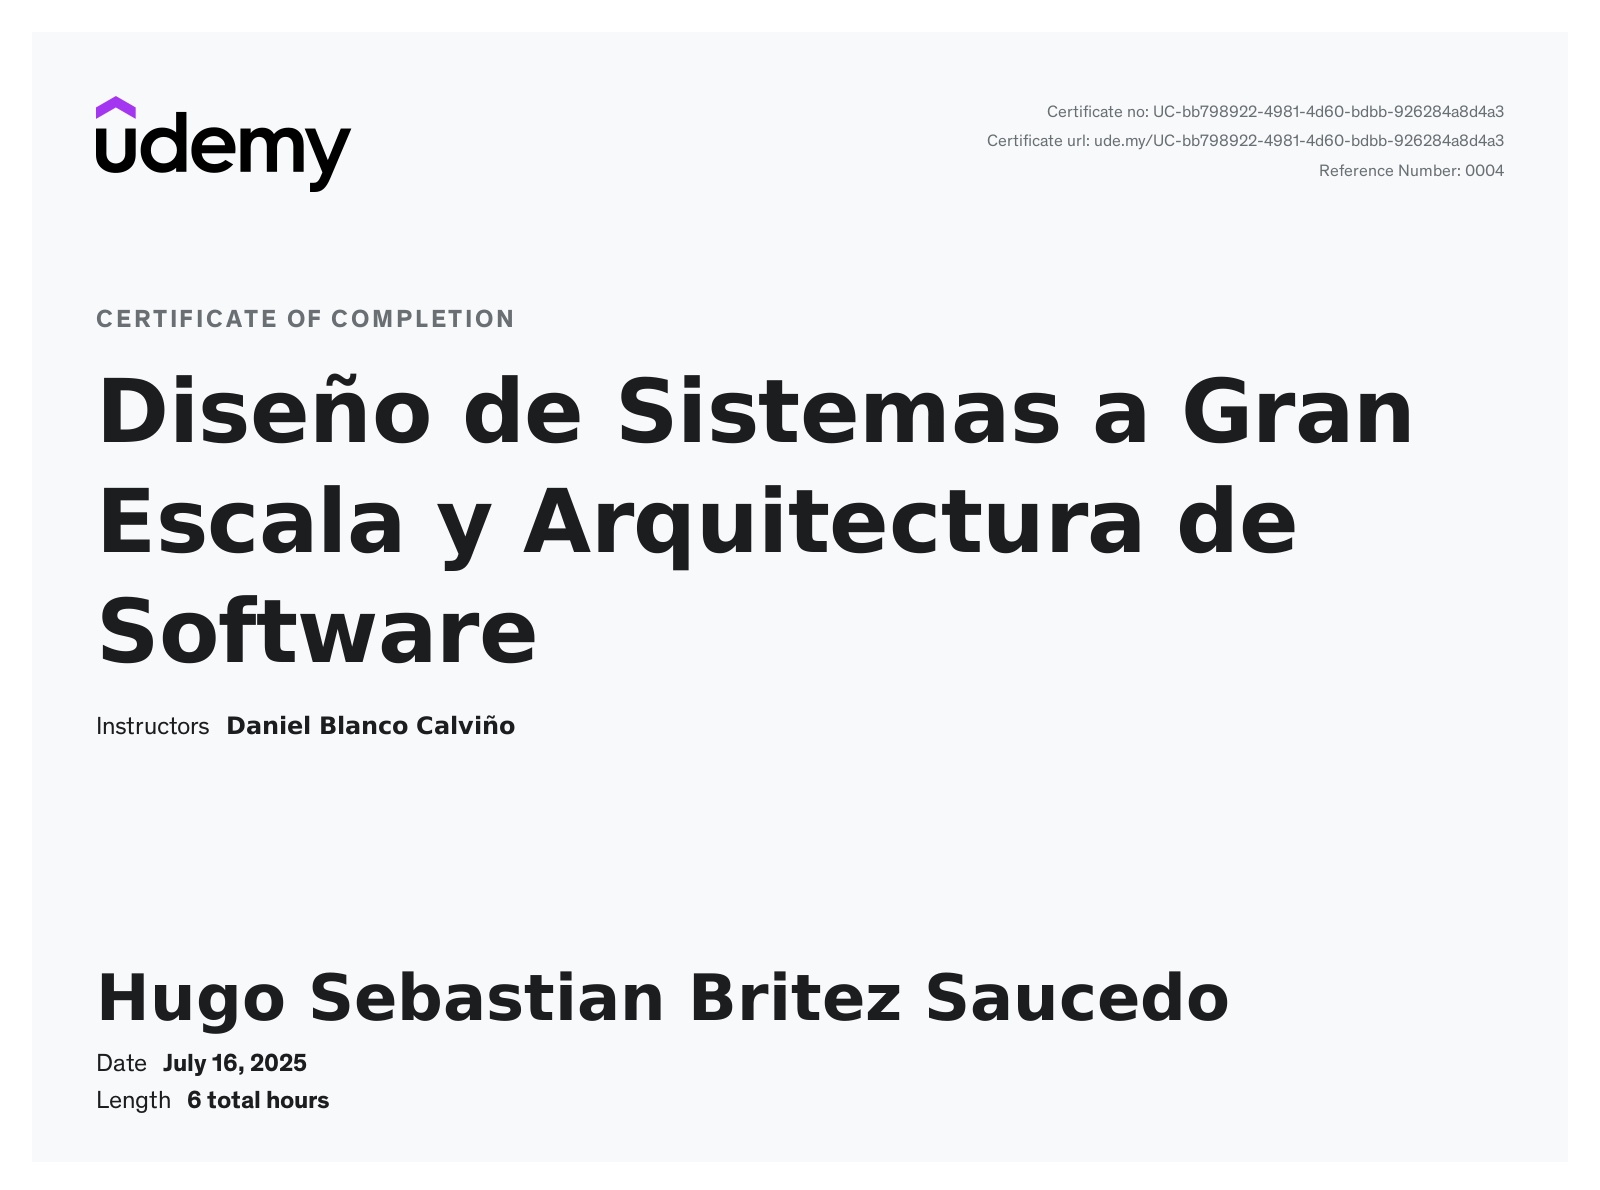 udemy
Certificate no: UC-bb798922-4981-4d60-bdbb-926284a8d4a3
Certificate url: ude.my/UC-bb798922-4981-4d60-bdbb-926284a8d4a3
Reference Number: 0004
CERTIFICATE OF COMPLETION
Diseño de Sistemas a Gran
Escala y Arquitectura de
Software
Instructors Daniel Blanco Calviño
Hugo Sebastian Britez Saucedo
Date July 16, 2025
Length 6 total hours